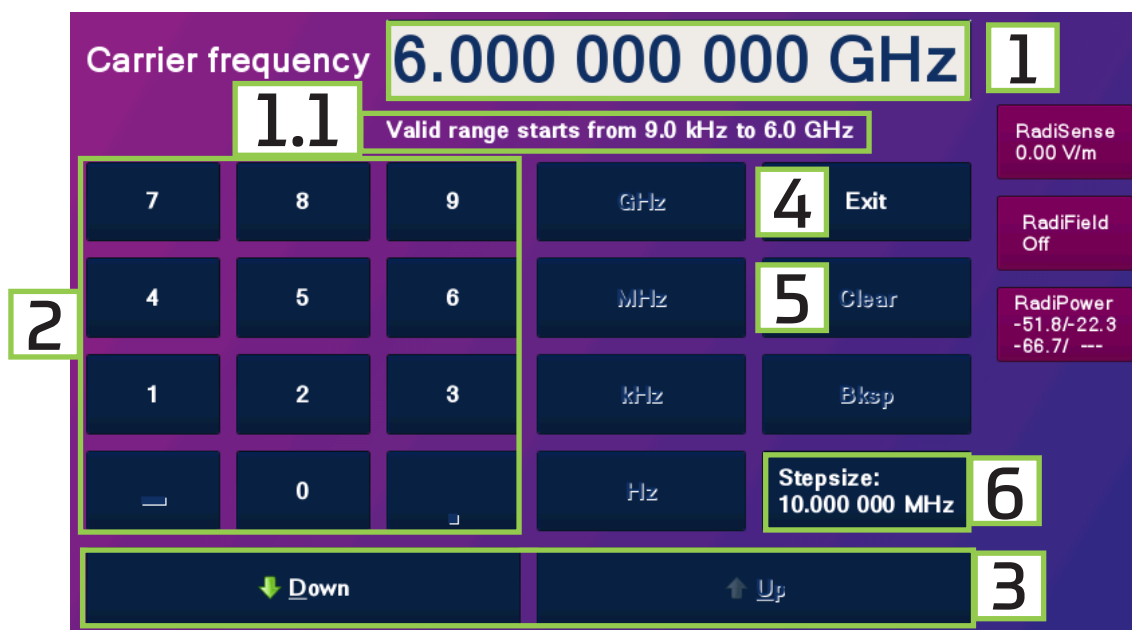 Carrier frequency 6.000 000 000 GHz 1
1.1 Valid range starts from 9.0 kHz to 6.0 GHz
RadiSense
0.00 V/m
7 8 9 GHz 4 Exit
RadiField
Off
2
4 5 6 MHz 5 Clear
RadiPower
-51.8/-22.3
-66.7/ ---
1 2 3 kHz Bksp
- 0 . Hz
Stepsize:
10.000 000 MHz
6
Down Up 3